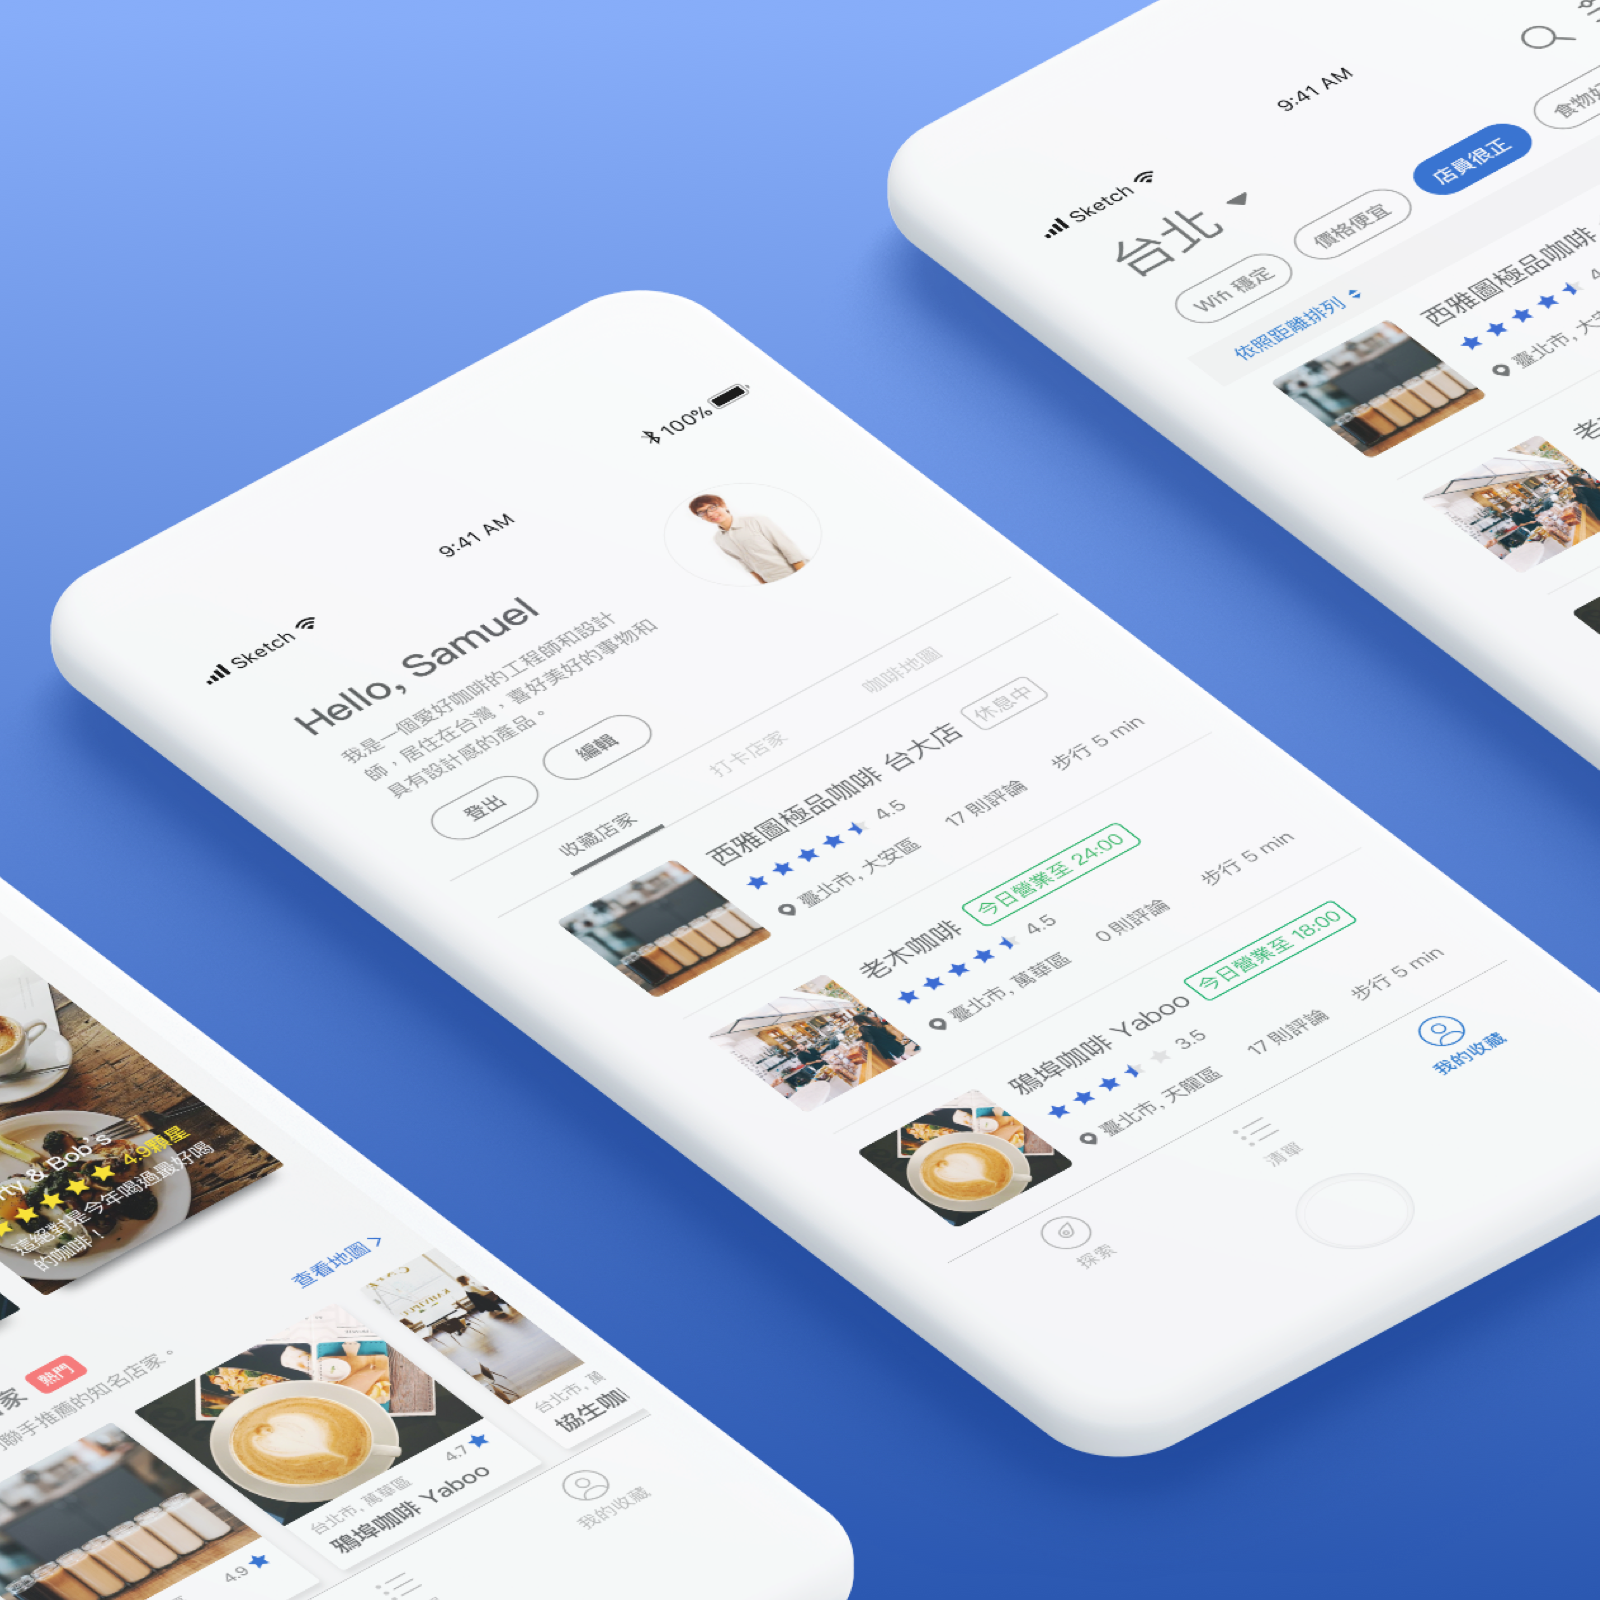 Sketch
9:41 AM
100%
Hello, Samuel
我是一個愛好咖啡的工程師和設計
師，居住在台灣，喜好美好的事物和
具有設計感的產品。
登出
編輯
收藏店家
打卡店家
咖啡地圖
西雅圖極品咖啡 台大店
休息中
4.5
臺北市, 大安區
17 則評論
步行 5 min
老木咖啡
今日營業至 24:00
4.5
臺北市, 萬華區
0 則評論
步行 5 min
鴉埠咖啡 Yaboo
今日營業至 18:00
3.5
臺北市, 天龍區
17 則評論
步行 5 min
探索
清單
我的收藏
Sketch
9:41 AM
台北
Wifi 穩定
價格便宜
店員很正
食物好
依照距離排列
西雅圖極品咖啡
臺北市, 大安
老
ty & Bob's
4.9顆星
這絕對是今年喝過最好喝
的咖啡！
查看地圖 >
家
熱門
聯手推薦的知名店家。
4.9
台北市, 萬華區
4.7
鴉埠咖啡 Yaboo
台北市, 萬
協生咖
我的收藏